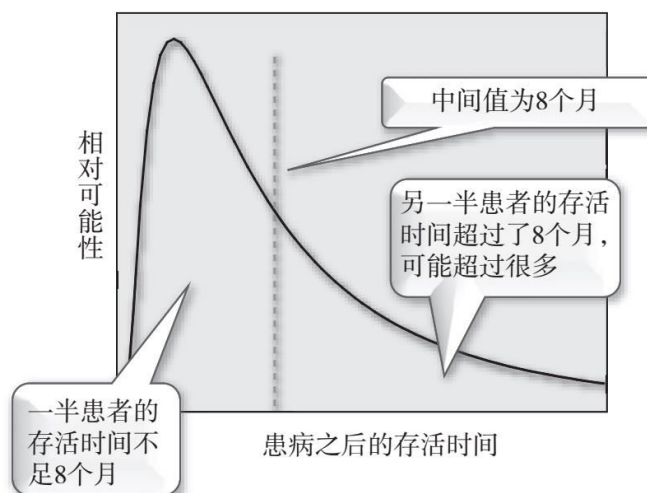 中间值为8个月
相对可能性
另一半患者的存活
时间超过了8个月，
可能超过很多
一半患者的
存活时间不
足8个月
患病之后的存活时间